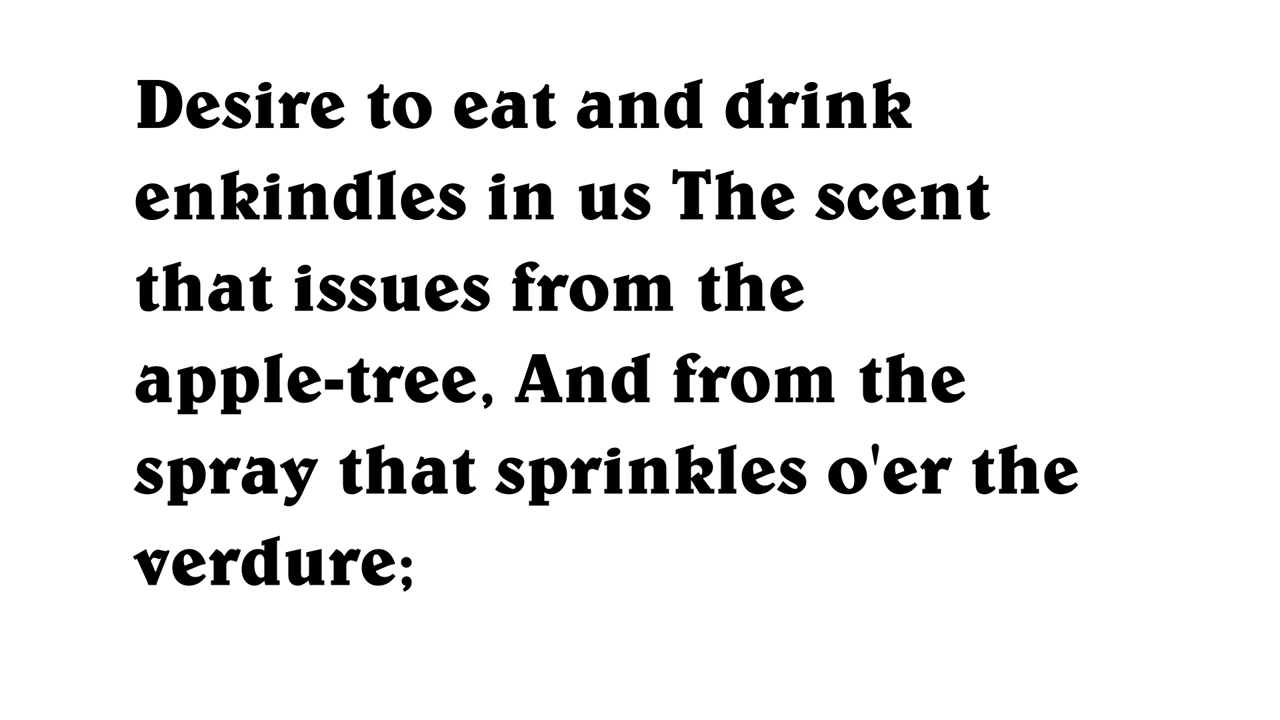 Desire to eat and drink
enkindles in us The scent
that issues from the
apple-tree, And from the
spray that sprinkles o'er the
verdure;